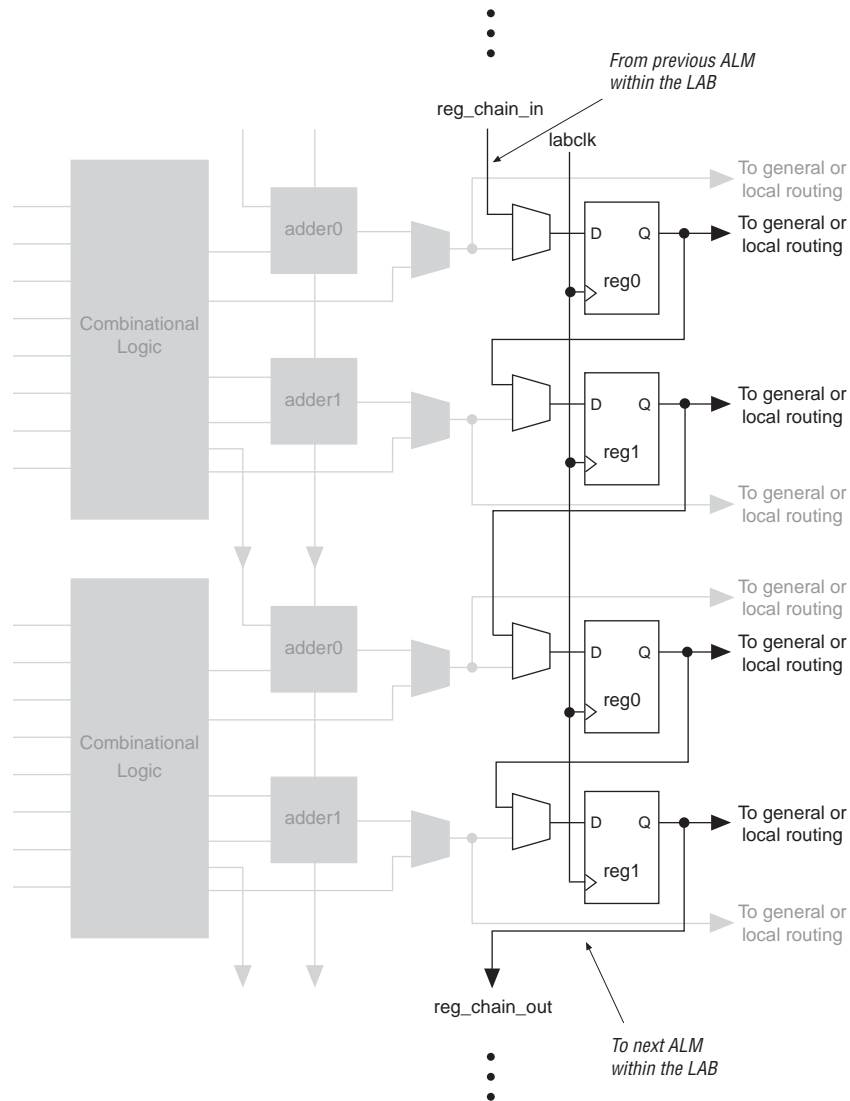 From previous ALM
within the LAB
reg_chain_in
labclk
To general or
local routing
adder0
D Q
To general or
local routing
reg0
Combinational
Logic
adder1
D Q
To general or
local routing
reg1
To general or
local routing
To general or
local routing
adder0
D Q
To general or
local routing
reg0
Combinational
Logic
adder1
D Q
To general or
local routing
reg1
To general or
local routing
reg_chain_out
To next ALM
within the LAB